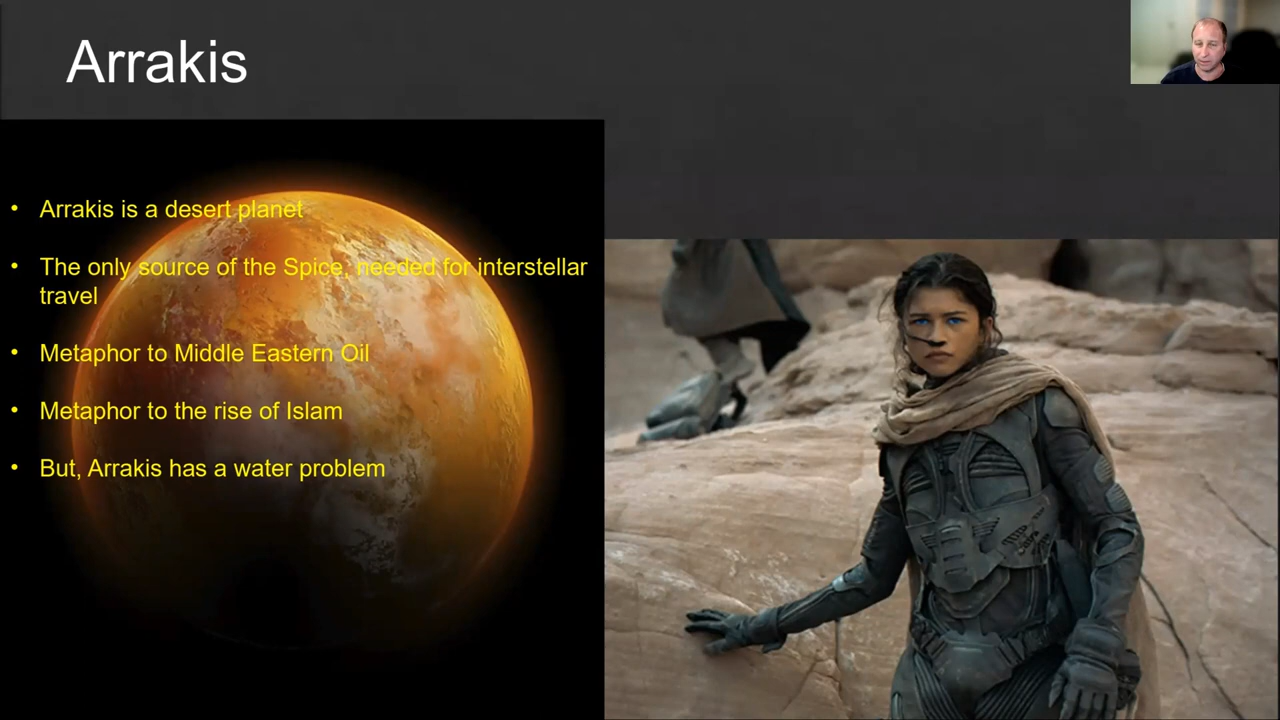 Arrakis
• Arrakis is a desert planet
• The only source of the Spice, needed for interstellar
travel
• Metaphor to Middle Eastern Oil
• Metaphor to the rise of Islam
• But, Arrakis has a water problem